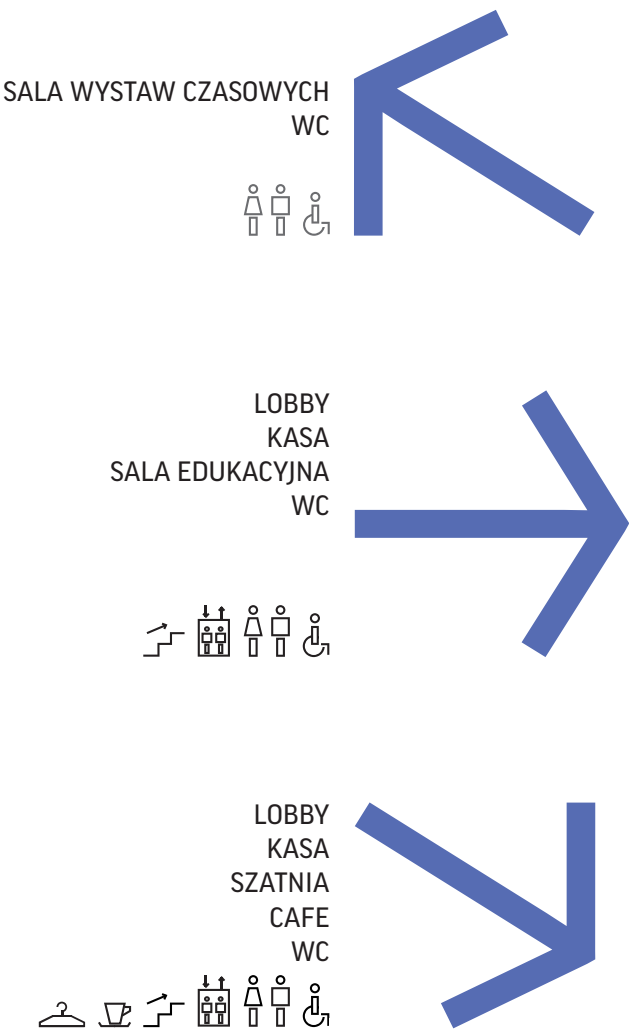 SALA WYSTAW CZASOWYCH
WC
LOBBY
KASA
SALA EDUKACYJNA
WC
LOBBY
KASA
SZATNIA
CAFE
WC